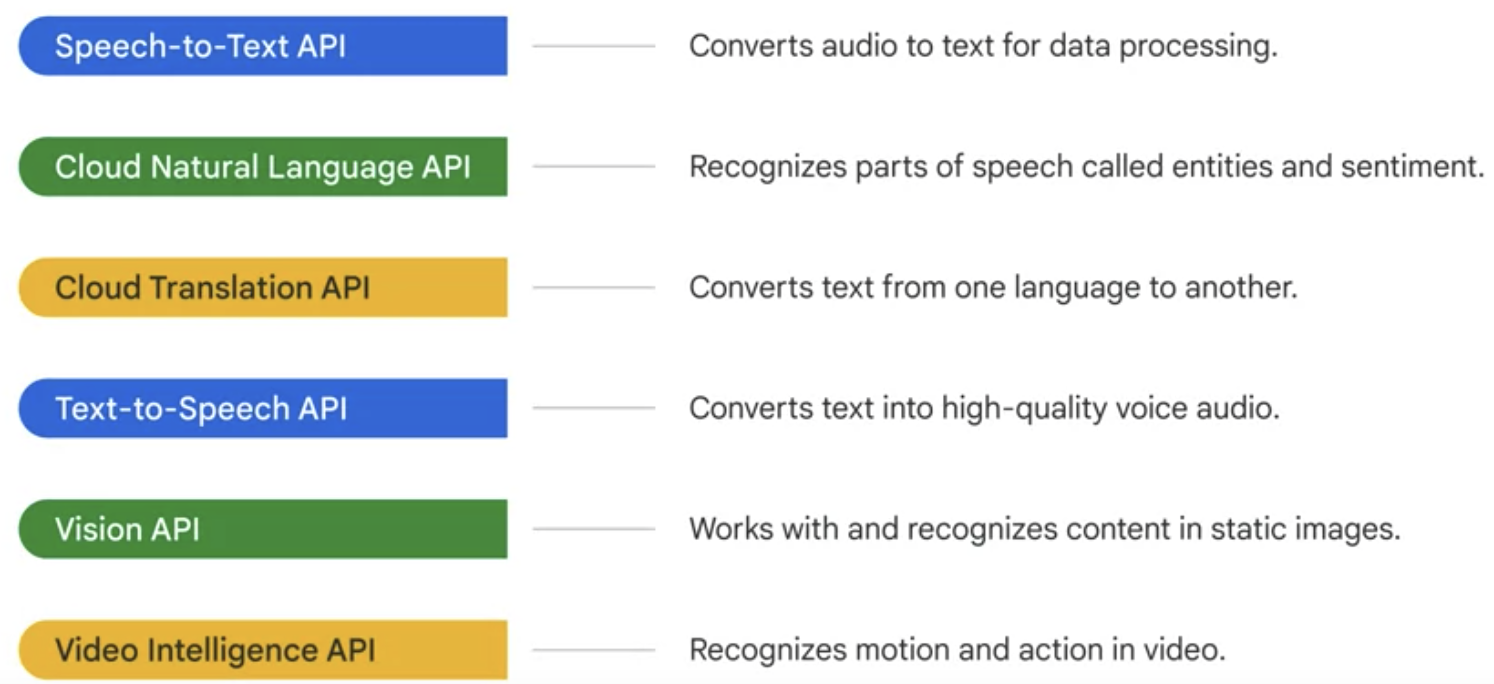 Speech-to-Text API
Converts audio to text for data processing.
Cloud Natural Language API
Recognizes parts of speech called entities and sentiment.
Cloud Translation API
Converts text from one language to another.
Text-to-Speech API
Converts text into high-quality voice audio.
Vision API
Works with and recognizes content in static images.
Video Intelligence API
Recognizes motion and action in video.